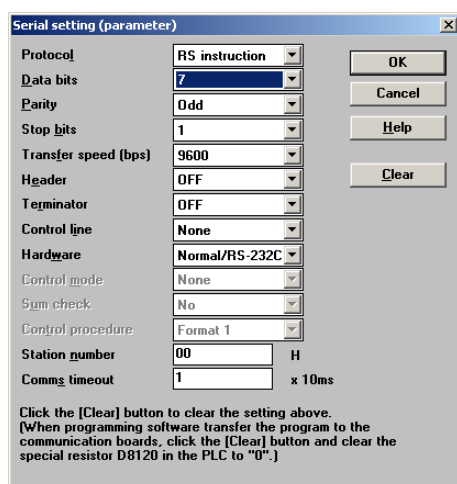 Serial setting (parameter)
Protocol RS instruction OK
Data bits 7
Parity Odd Cancel
Stop bits 1 Help
Transfer speed (bps) 9600
Header OFF Clear
Terminator OFF
Control line None
Hardware Normal/RS-232C
Control mode None
Sum check No
Control procedure Format 1
Station number 00 H
Comms timeout 1 x 10ms
Click the [Clear] button to clear the setting above.
(When programming software transfer the program to the
communication boards, click the [Clear] button and clear the
special resistor D8120 in the PLC to "0".)